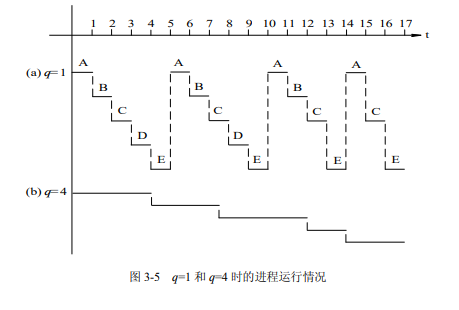 1 2 3 4 5 6 7 8 9 10 11 12 13 14 15 16 17
t
(a) q=1
A B C D E A B C D E A B C E A C E
(b) q=4
图 3-5 q=1 和 q=4 时的进程运行情况